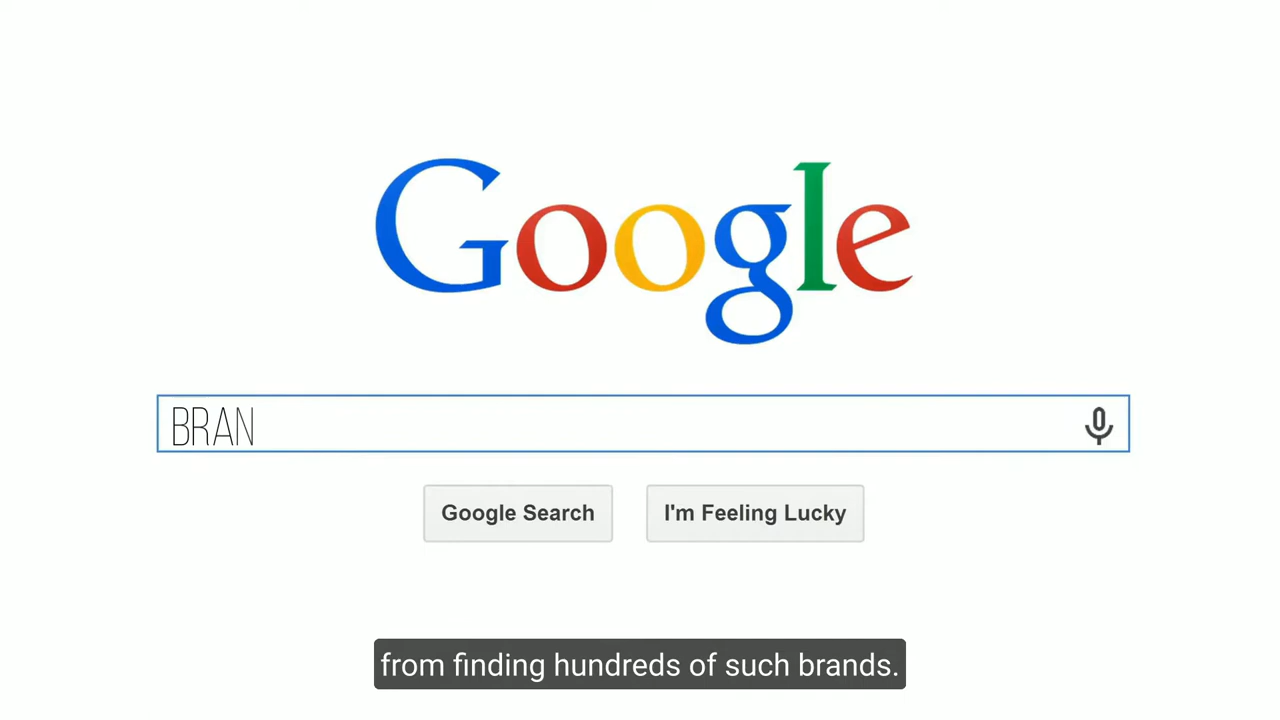 Google
BRAN
Google Search
I'm Feeling Lucky
from finding hundreds of such brands.